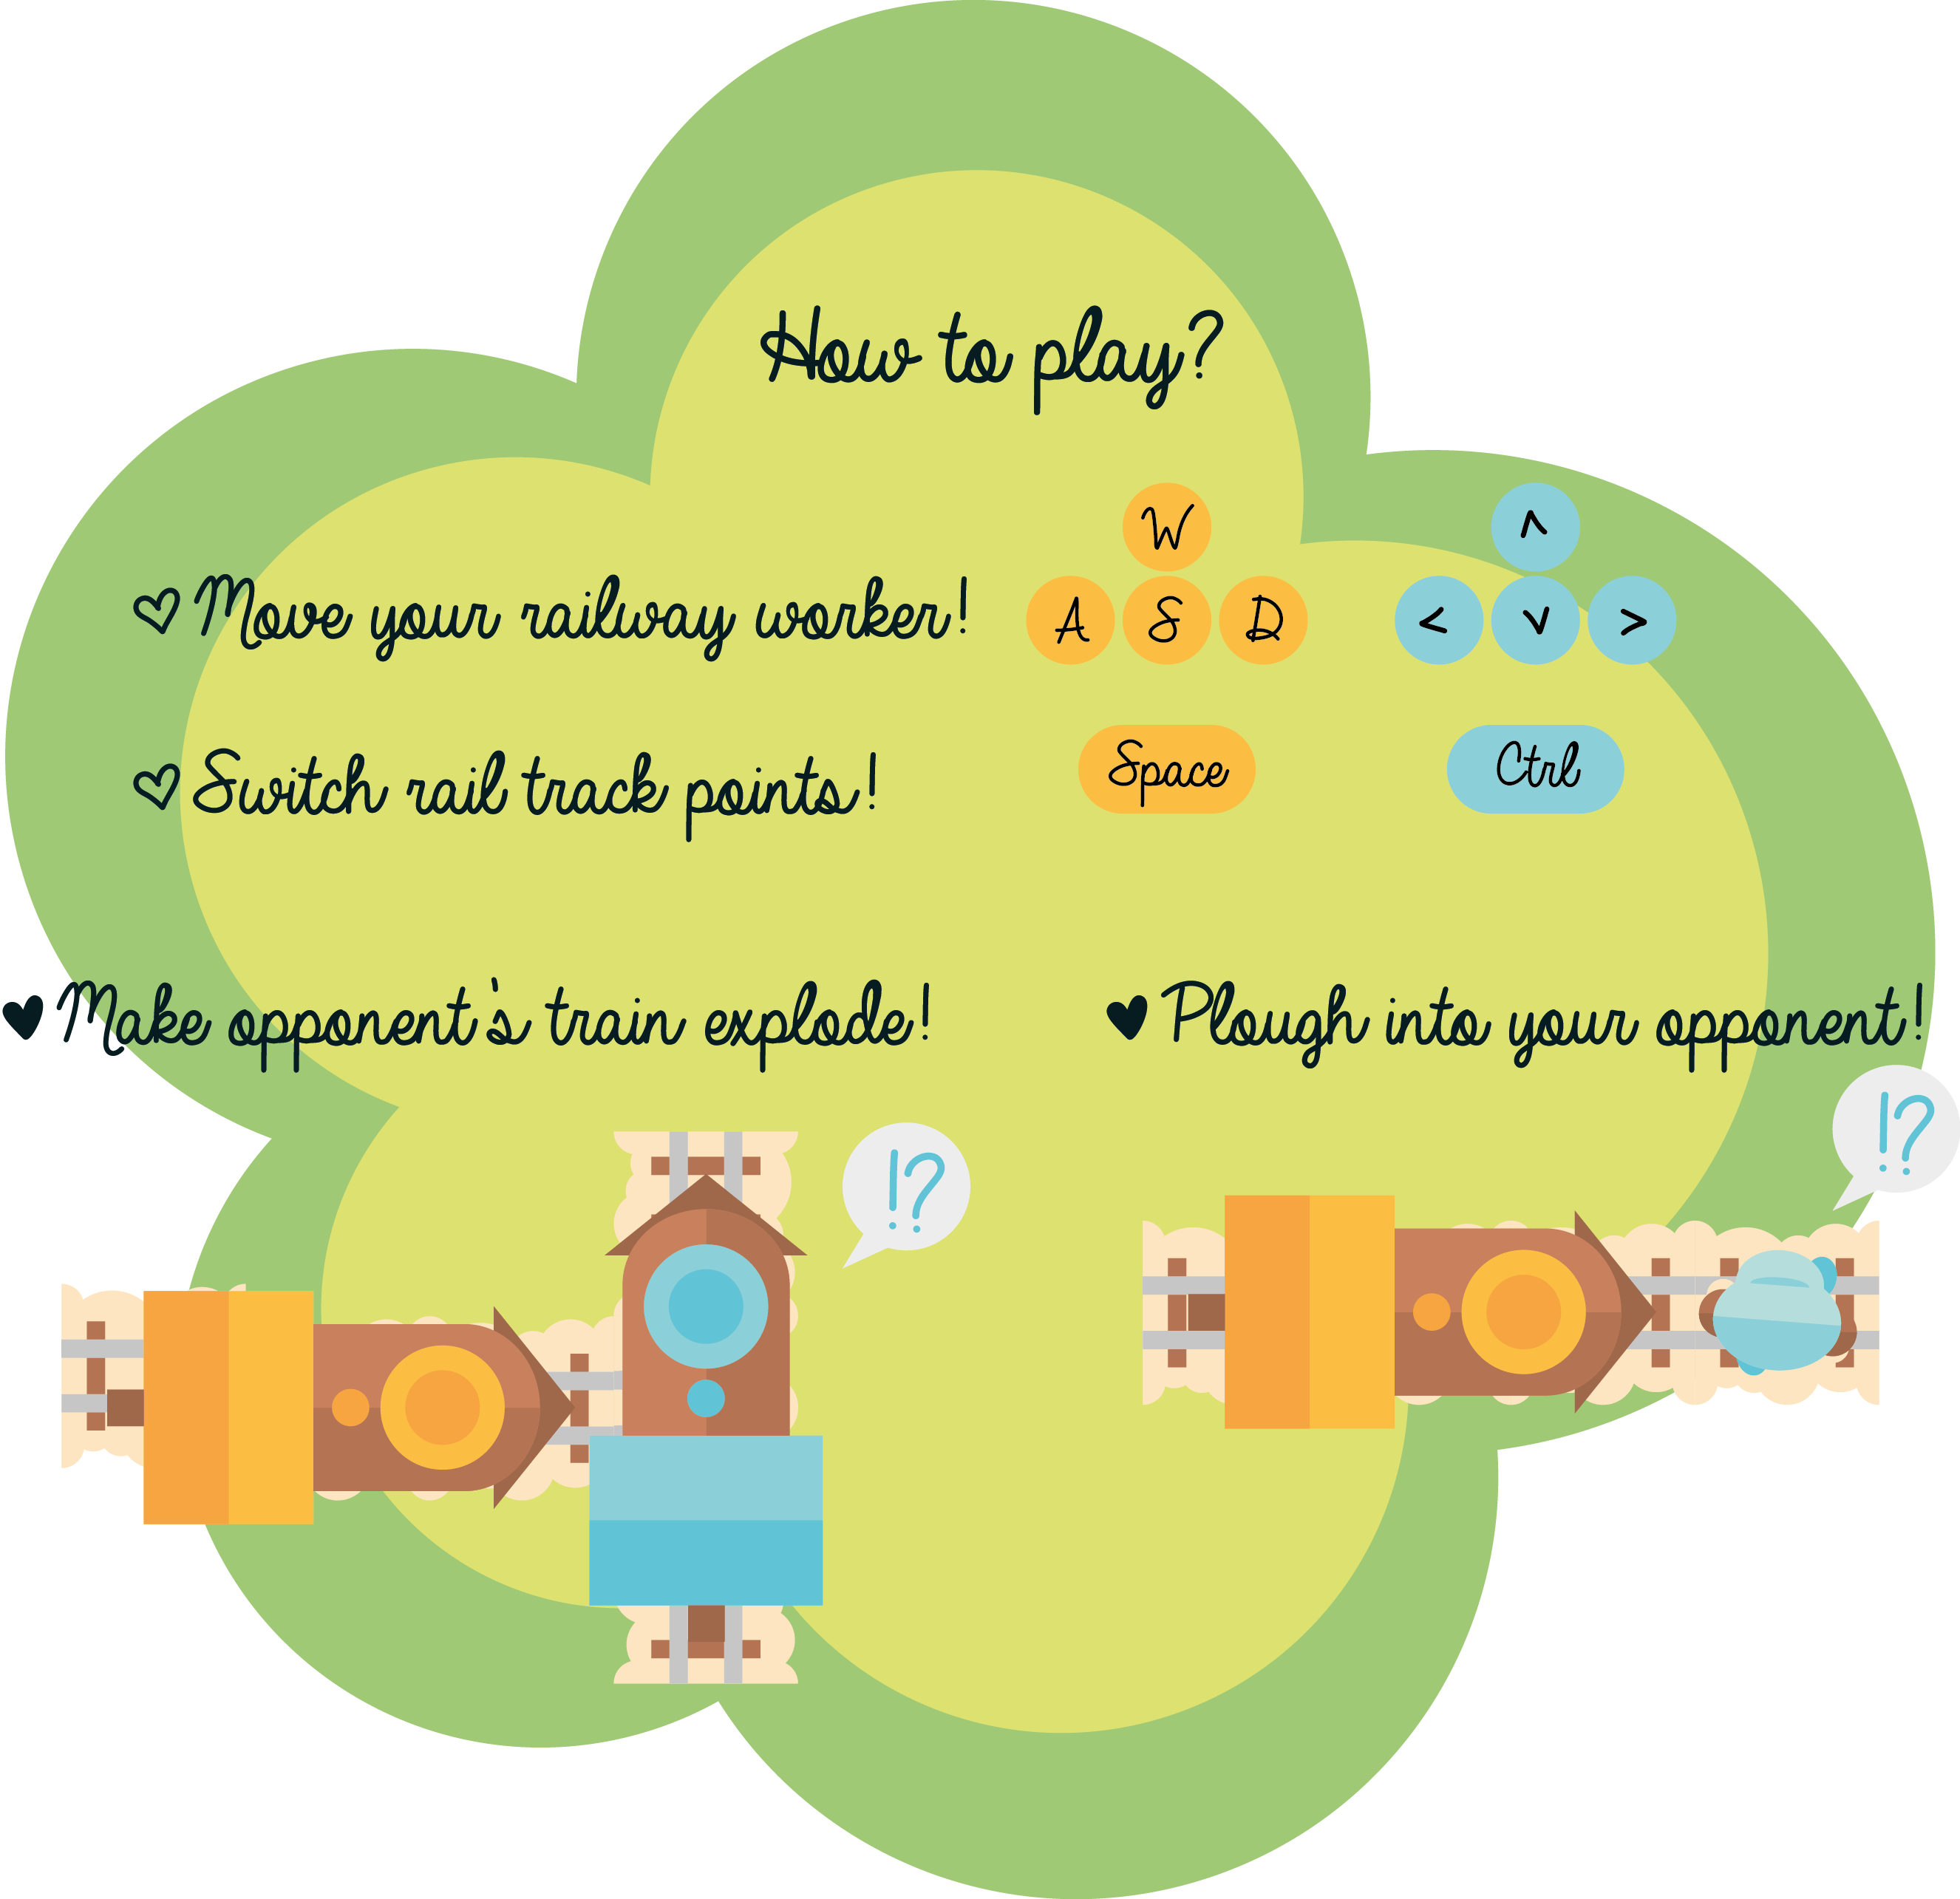 How to play?
W
^
♡ Move your railway worker!
A S D
< v >
♡ Switch rail track points!
Space
Ctrl
♥ Make opponent's train explode!
♥ Plough into your opponent!
!?
!?